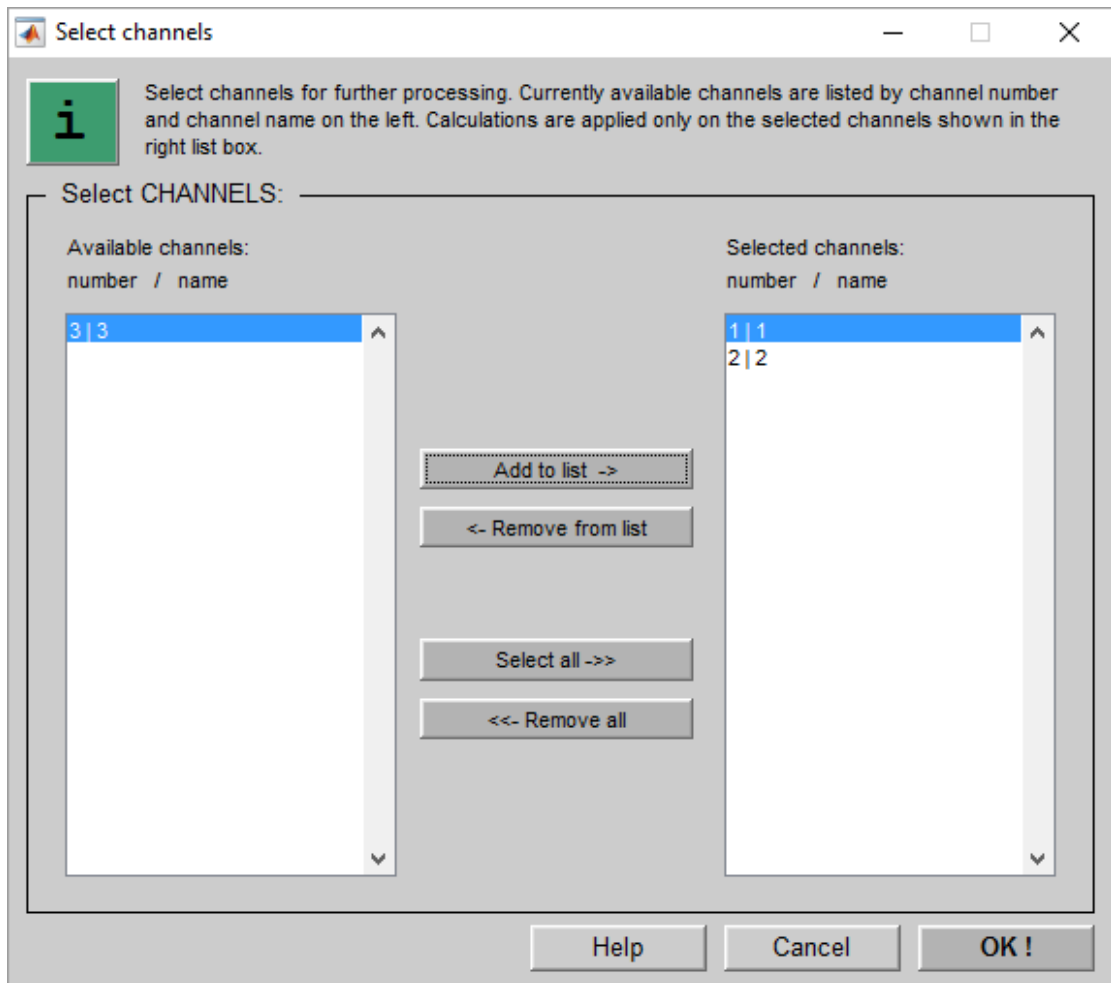 Select channels
i
Select channels for further processing. Currently available channels are listed by channel number
and channel name on the left. Calculations are applied only on the selected channels shown in the
right list box.
Select CHANNELS:
Available channels:
number / name
3 | 3
Selected channels:
number / name
1 | 1
2 | 2
Add to list ->
<- Remove from list
Select all ->>
<<- Remove all
Help
Cancel
OK !